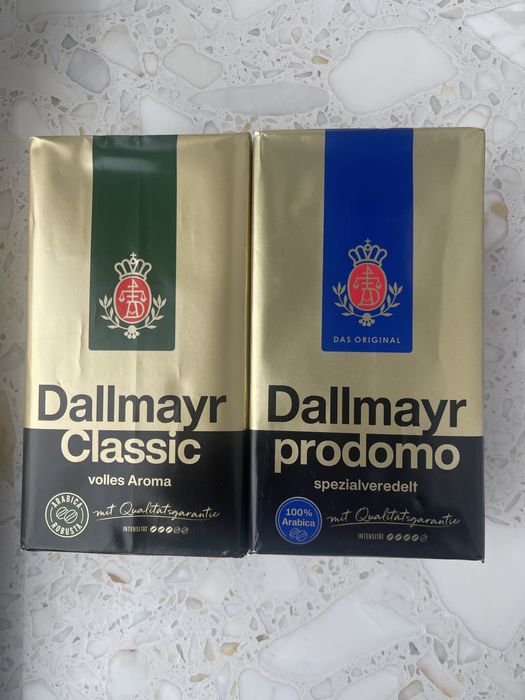 Dallmayr
Classic
volles Aroma
ARABICA
ROBUSTA
mit Qualitätsgarantie
INTENSITÄT
DAS ORIGINAL
Dallmayr
prodomo
spezialveredelt
100%
Arabica
mit Qualitätsgarantie
INTENSITÄT